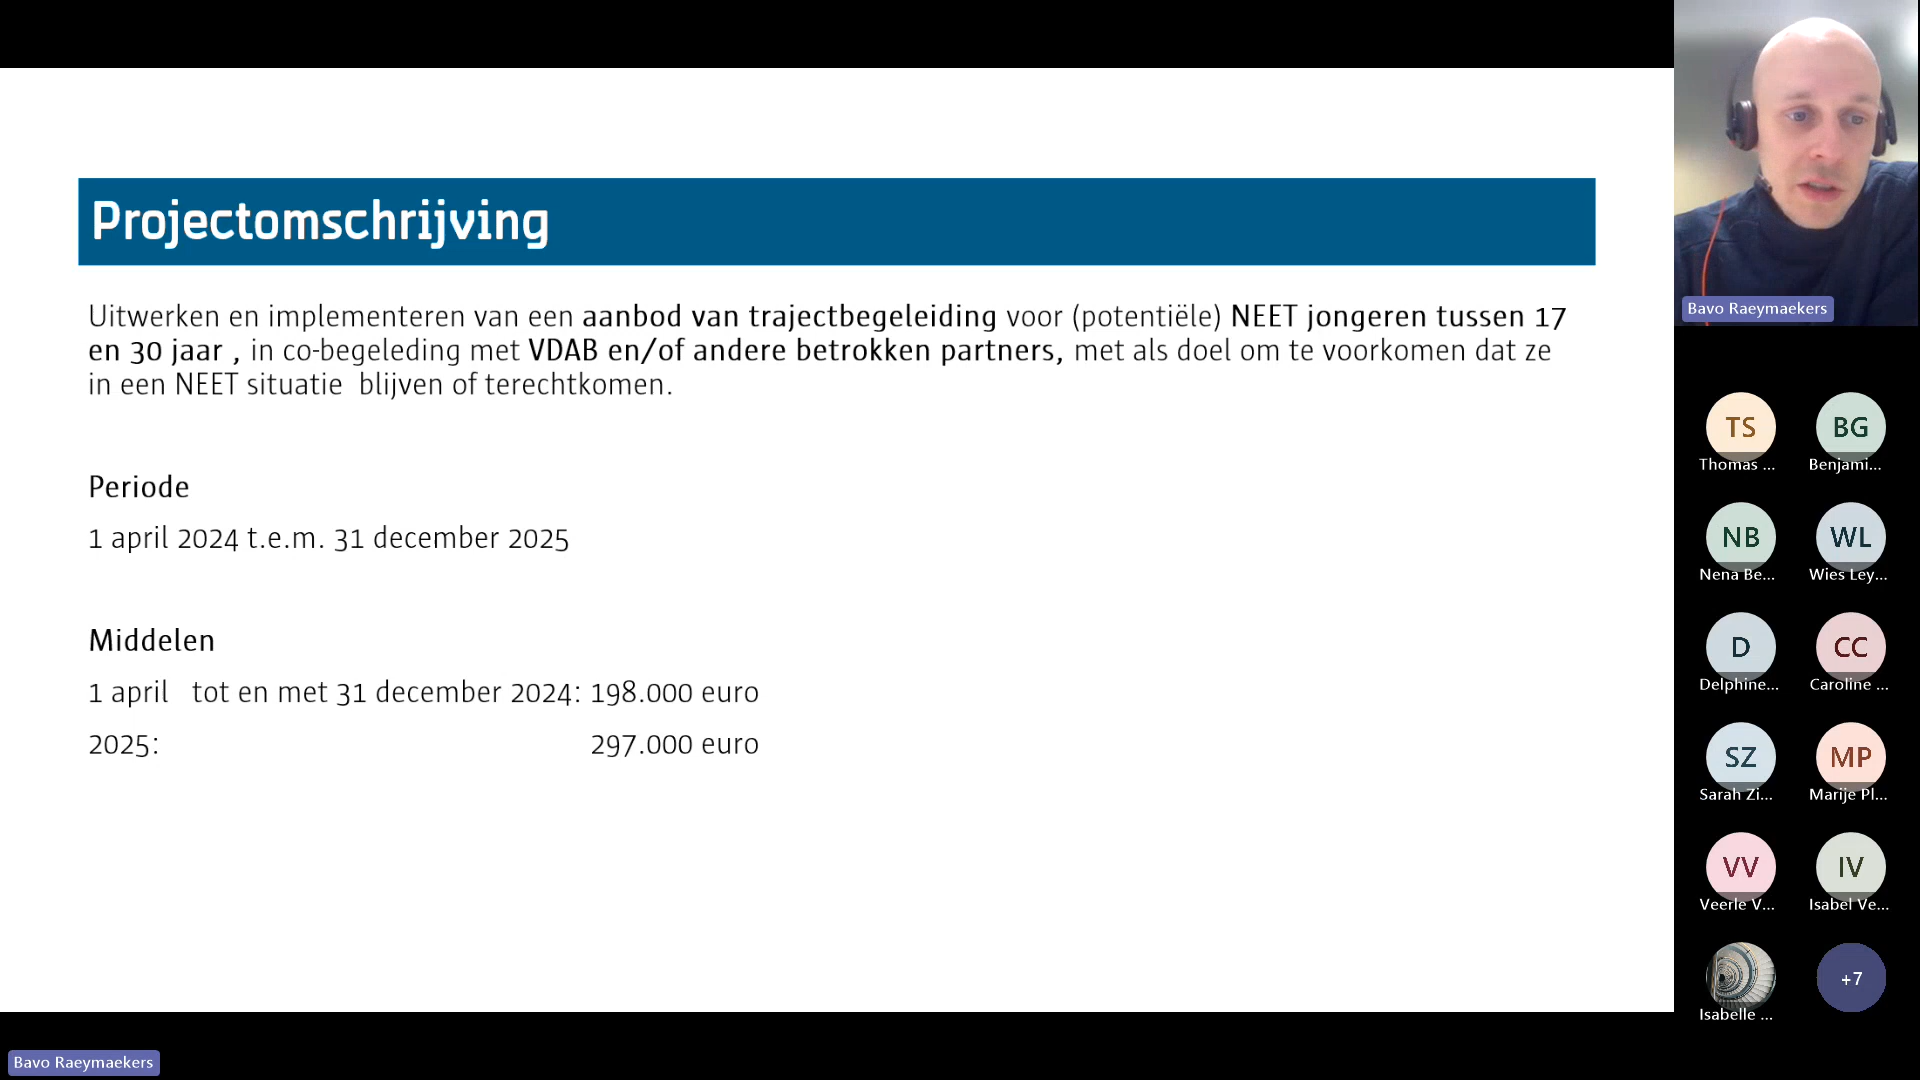 Projectomschrijving
Uitwerken en implementeren van een aanbod van trajectbegeleiding voor (potentiële) NEET jongeren tussen 17
en 30 jaar , in co-begeleding met VDAB en/of andere betrokken partners, met als doel om te voorkomen dat ze
in een NEET situatie blijven of terechtkomen.
Periode
1 april 2024 t.e.m. 31 december 2025
Middelen
1 april tot en met 31 december 2024: 198.000 euro
2025: 297.000 euro
Bavo Raeymaekers
TS BG
Thomas ... Benjami...
NB WL
Nena Be... Wies Ley...
D CC
Delphine... Caroline ...
SZ MP
Sarah Zi... Marije Pl...
VV IV
Veerle V... Isabel Ve...
+7
Isabelle ...
Bavo Raeymaekers